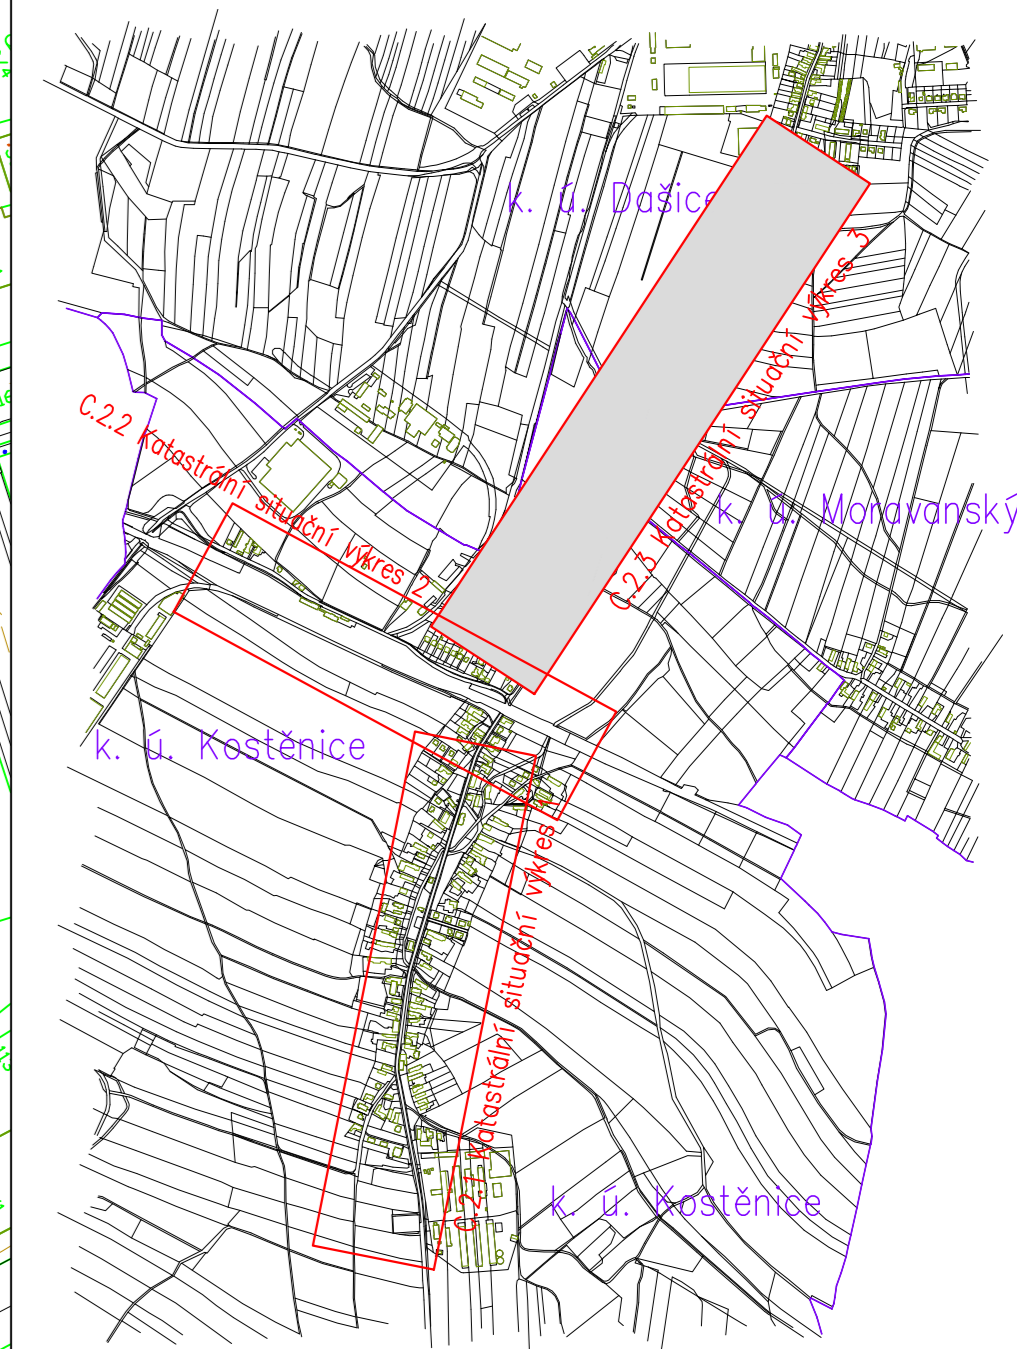 k. ú. Dašice
C.2.3 Katastrální situační výkres 3
C.2.2 Katastrální situační výkres 2
k. ú. Moravanský
k. ú. Kostěnice
C.2.1 Katastrální situační výkres 1
k. ú. Kostěnice